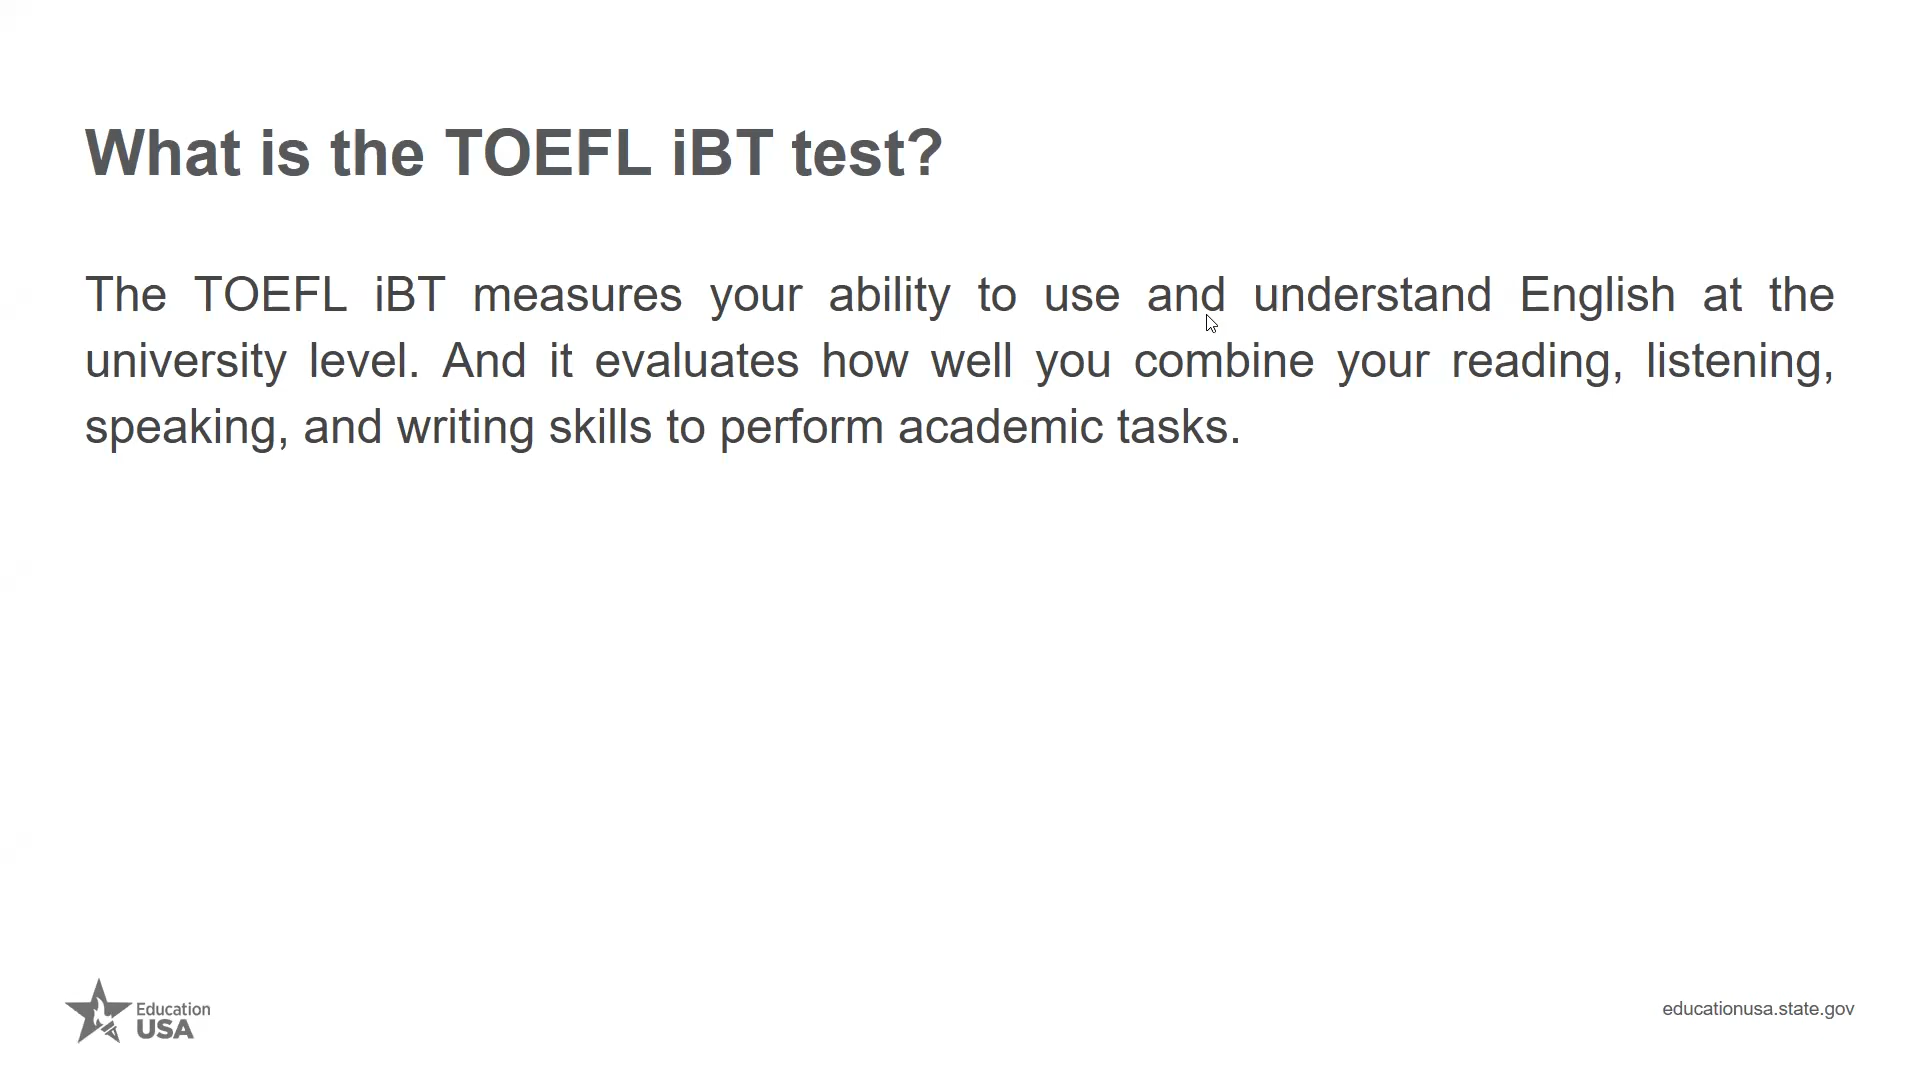 What is the TOEFL iBT test?
The TOEFL iBT measures your ability to use and understand English at the
university level. And it evaluates how well you combine your reading, listening,
speaking, and writing skills to perform academic tasks.
Education
USA
educationusa.state.gov